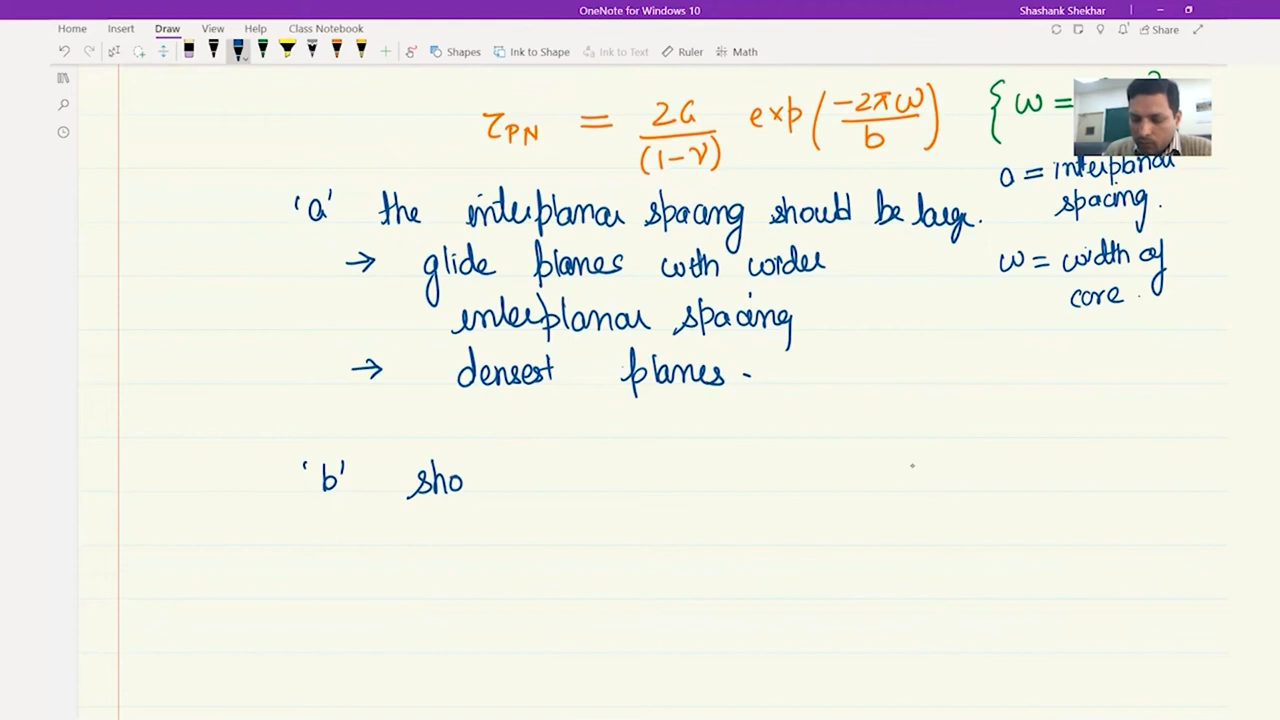 OneNote for Windows 10
Shashank Shekhar
Home Insert Draw View Help Class Notebook
Shapes Ink to Shape Ink to Text Ruler Math Share
τPN = 2G/(1-ν) exp(-2πω/b) { ω =
a = interplanar
spacing.
'a' the interplanar spacing should be large.
→ glide planes with wider
interplanar spacing
ω = width of
core.
→ densest planes.
'b' sho